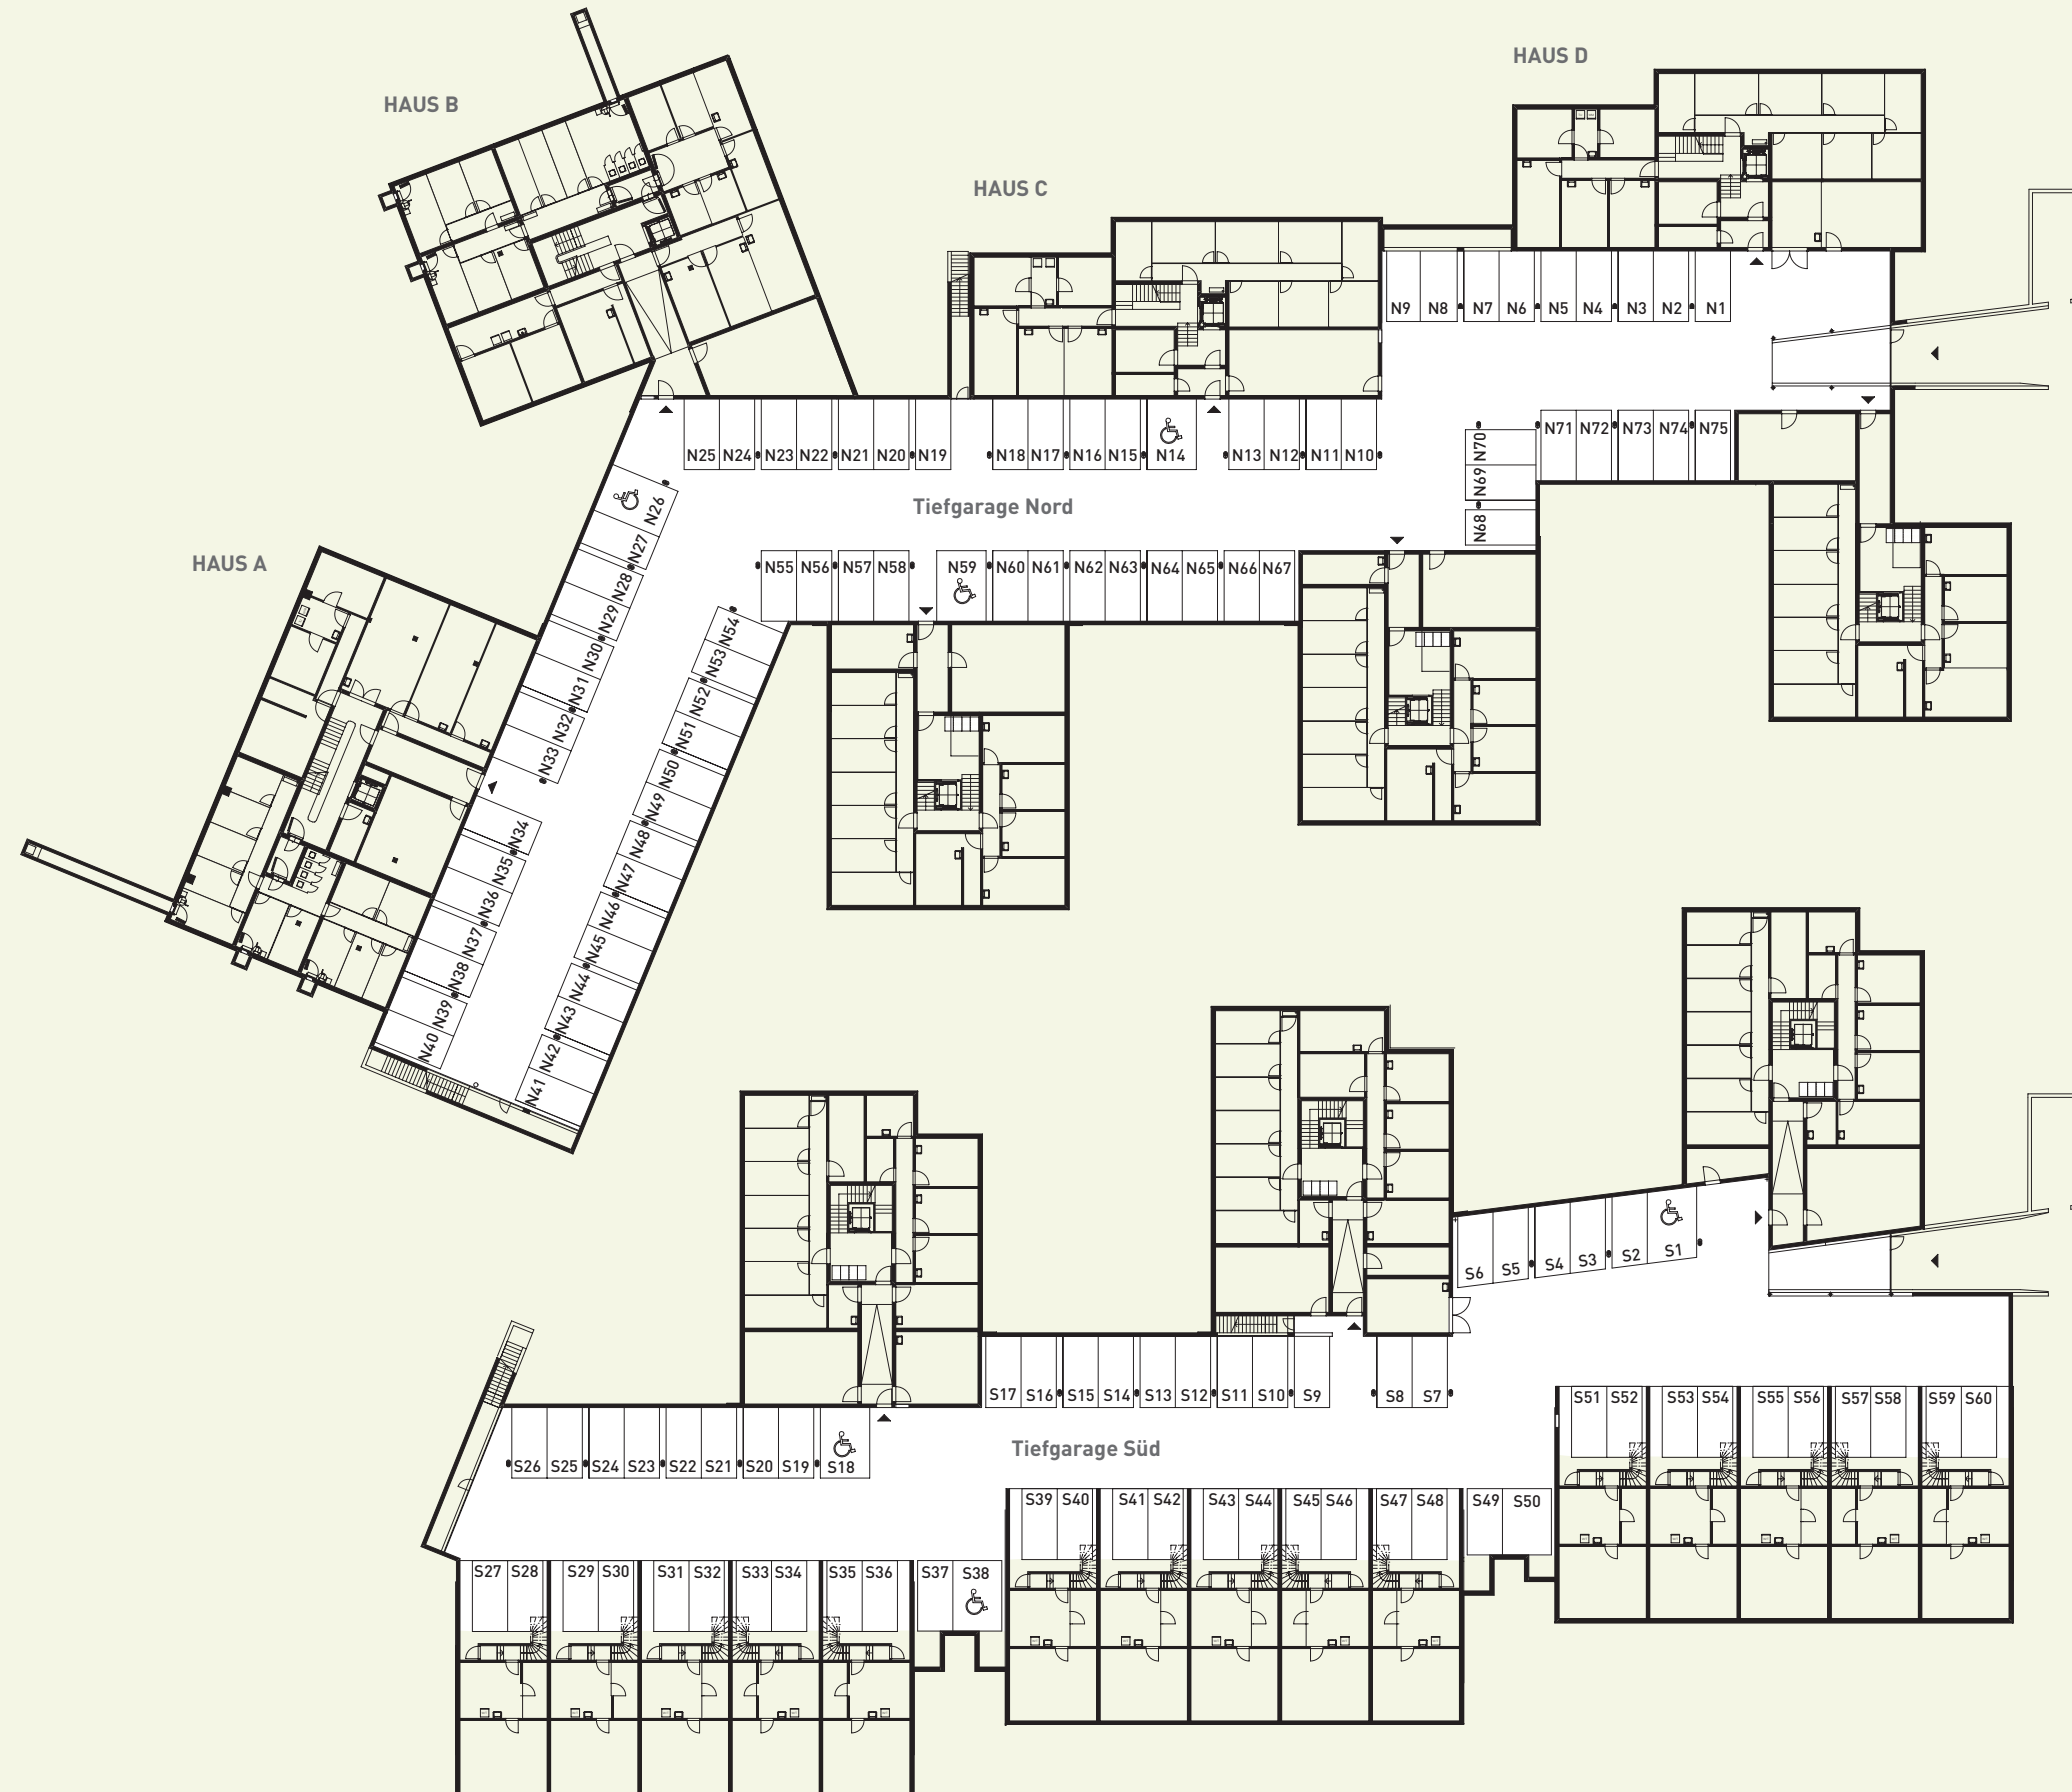 HAUS D
HAUS B
HAUS C
HAUS A
N9 N8 N7 N6 N5 N4 N3 N2 N1
N25 N24 N23 N22 N21 N20 N19 N18 N17 N16 N15 N14 N13 N12 N11 N10
N71 N72 N73 N74 N75
N70
N69
N68
Tiefgarage Nord
N26
N27
N28
N29
N30
N31
N32
N33
N34
N35
N36
N37
N38
N39
N40
N55 N56 N57 N58 N59 N60 N61 N62 N63 N64 N65 N66 N67
N54
N53
N52
N51
N50
N49
N48
N47
N46
N45
N44
N43
N42
N41
S6 S5 S4 S3 S2 S1
S17 S16 S15 S14 S13 S12 S11 S10 S9 S8 S7
S51 S52 S53 S54 S55 S56 S57 S58 S59 S60
Tiefgarage Süd
S26 S25 S24 S23 S22 S21 S20 S19 S18
S39 S40 S41 S42 S43 S44 S45 S46 S47 S48 S49 S50
S27 S28 S29 S30 S31 S32 S33 S34 S35 S36 S37 S38